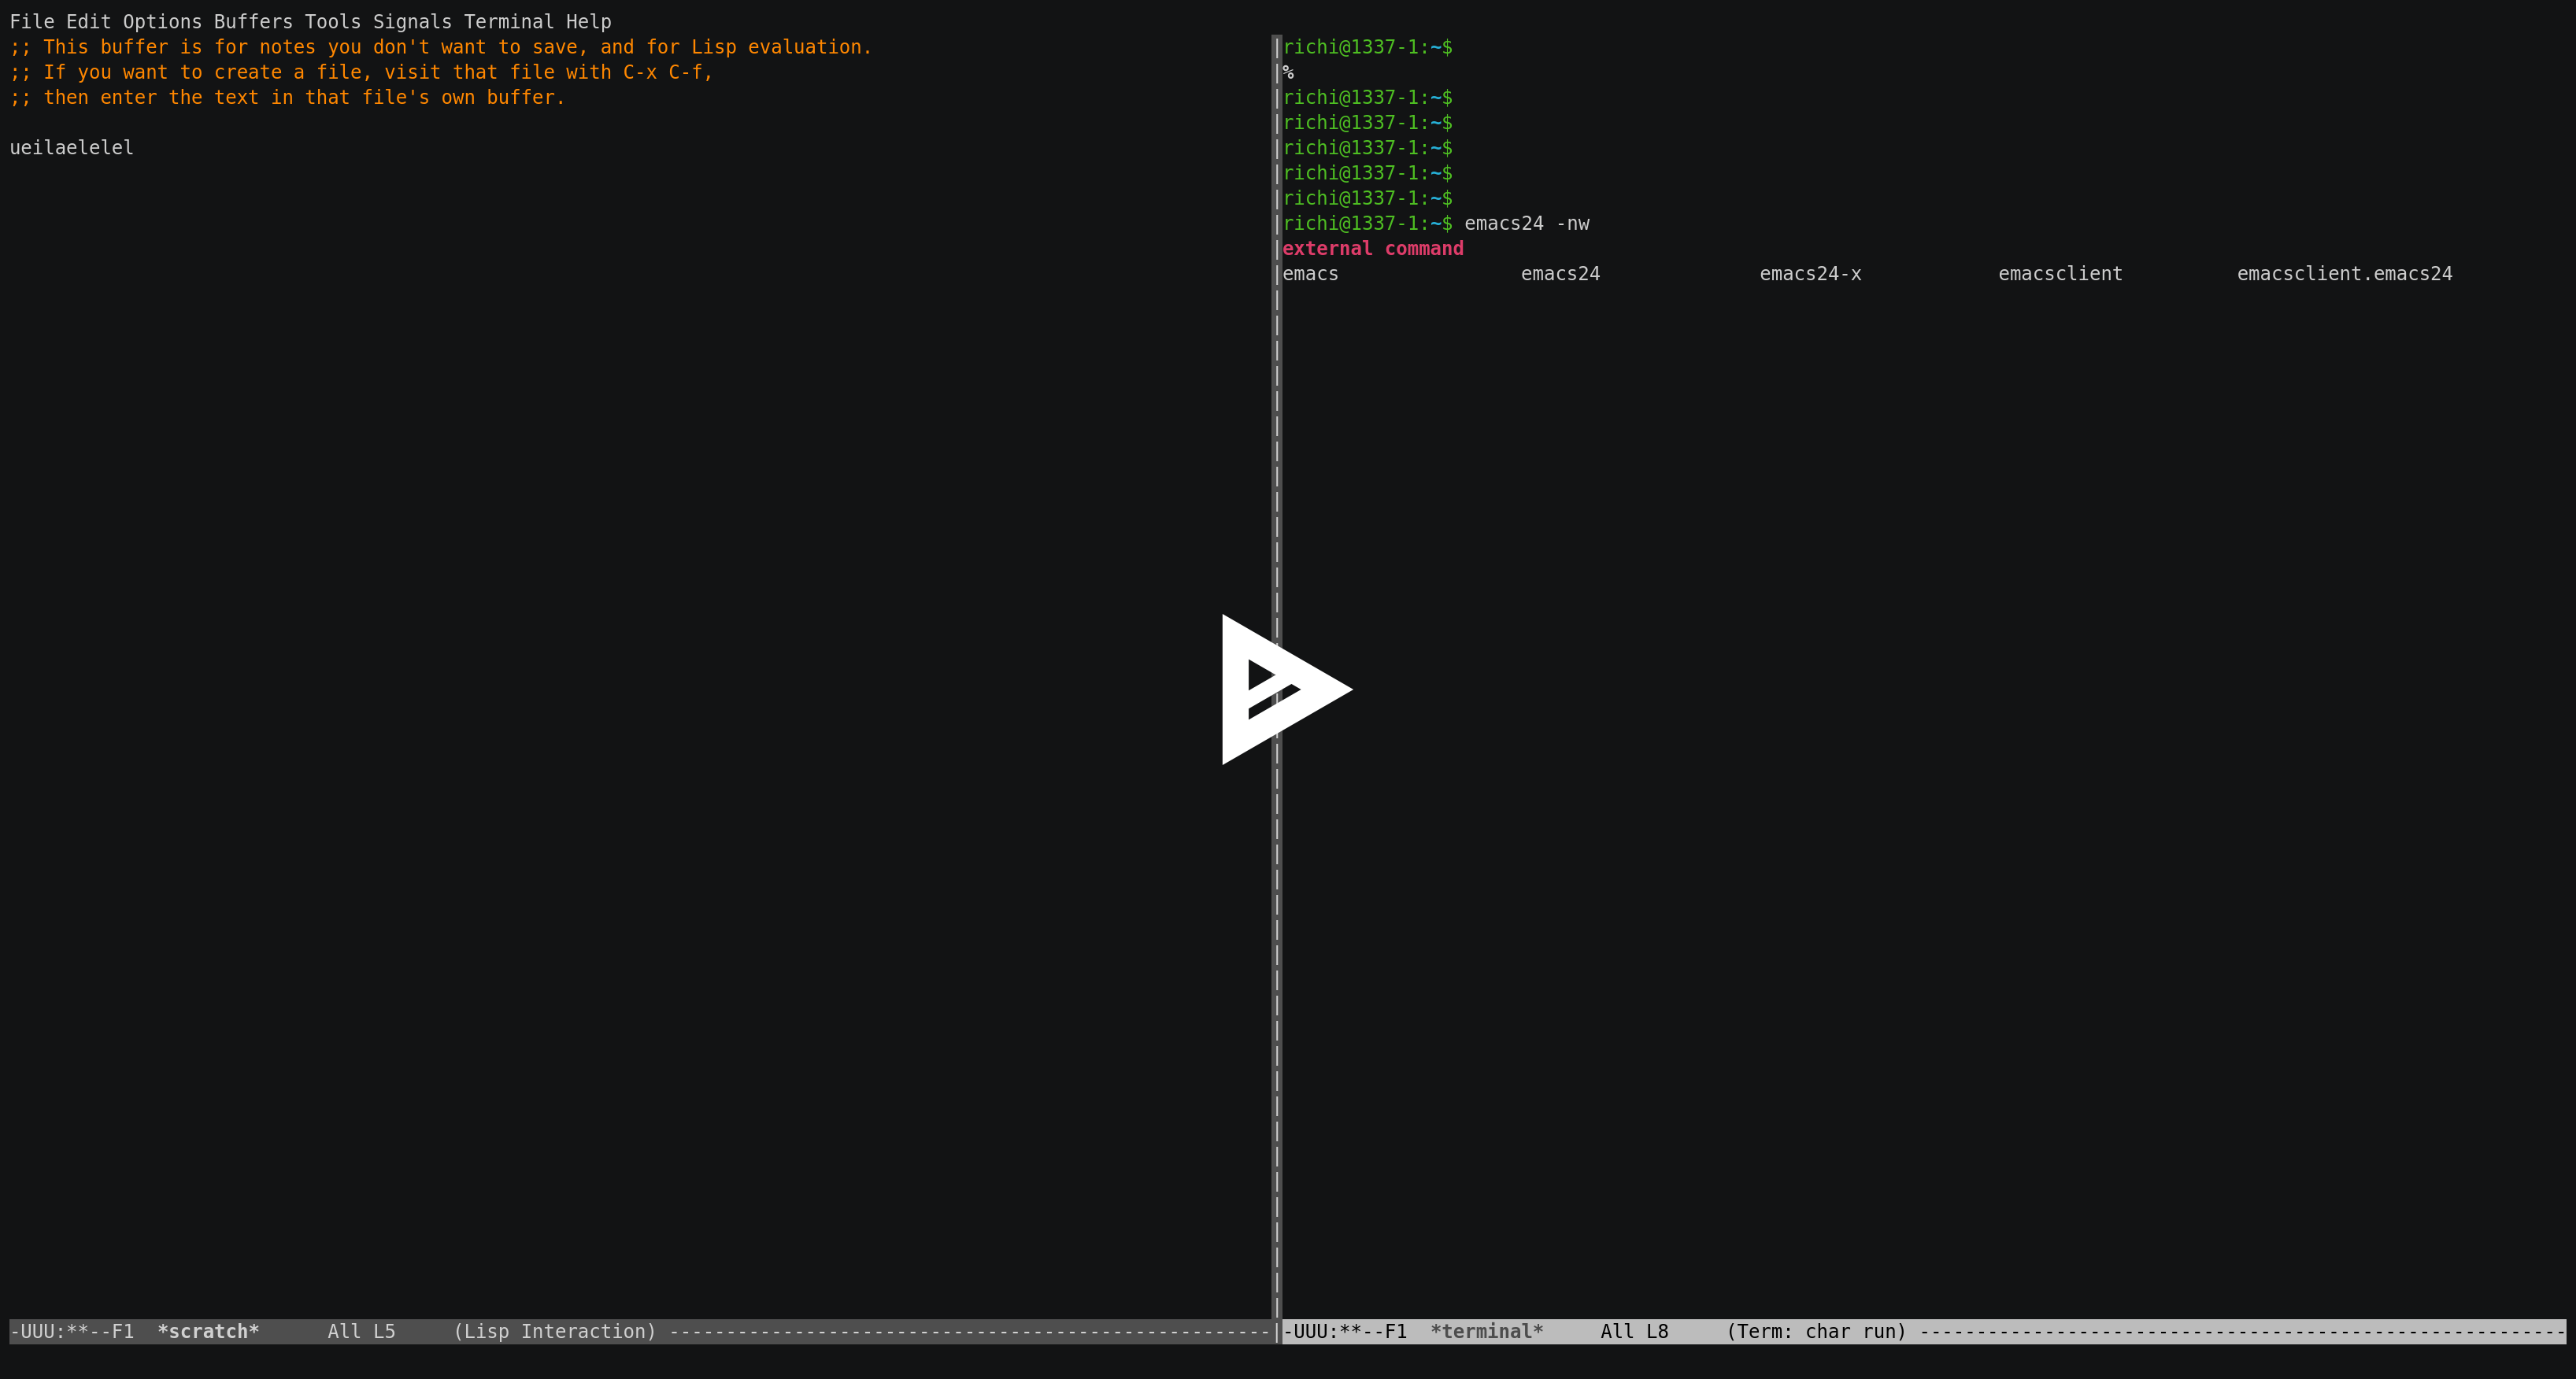 File Edit Options Buffers Tools Signals Terminal Help
;; This buffer is for notes you don't want to save, and for Lisp evaluation.
;; If you want to create a file, visit that file with C-x C-f,
;; then enter the text in that file's own buffer.
ueilaelelel
richi@1337-1:~$
%
richi@1337-1:~$
richi@1337-1:~$
richi@1337-1:~$
richi@1337-1:~$
richi@1337-1:~$
richi@1337-1:~$ emacs24 -nw
external command
emacs emacs24 emacs24-x emacsclient emacsclient.emacs24
-UUU:**--F1 *scratch* All L5 (Lisp Interaction) -----------------------------------------------------
-UUU:**--F1 *terminal* All L8 (Term: char run) ---------------------------------------------------------